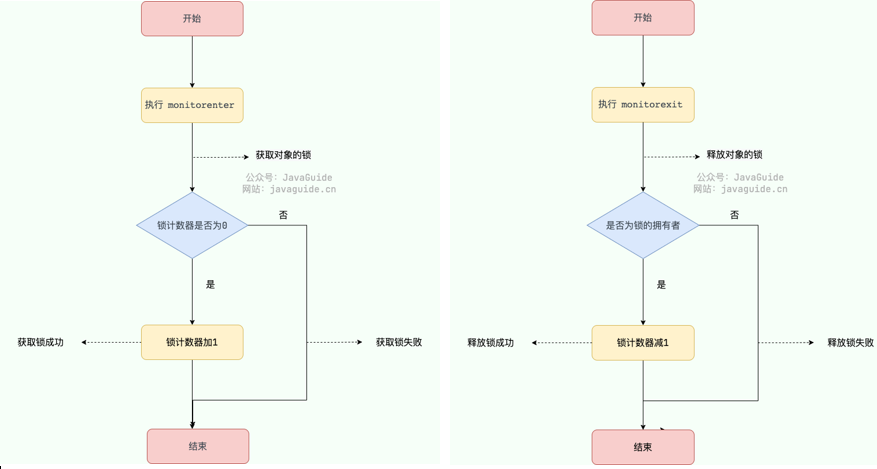 开始
执行 monitorenter
获取对象的锁
公众号：JavaGuide
网站：javaguide.cn
锁计数器是否为0
否
是
获取锁成功
锁计数器加1
获取锁失败
结束
开始
执行 monitorexit
释放对象的锁
公众号：JavaGuide
网站：javaguide.cn
是否为锁的拥有者
否
是
释放锁成功
锁计数器减1
释放锁失败
结束